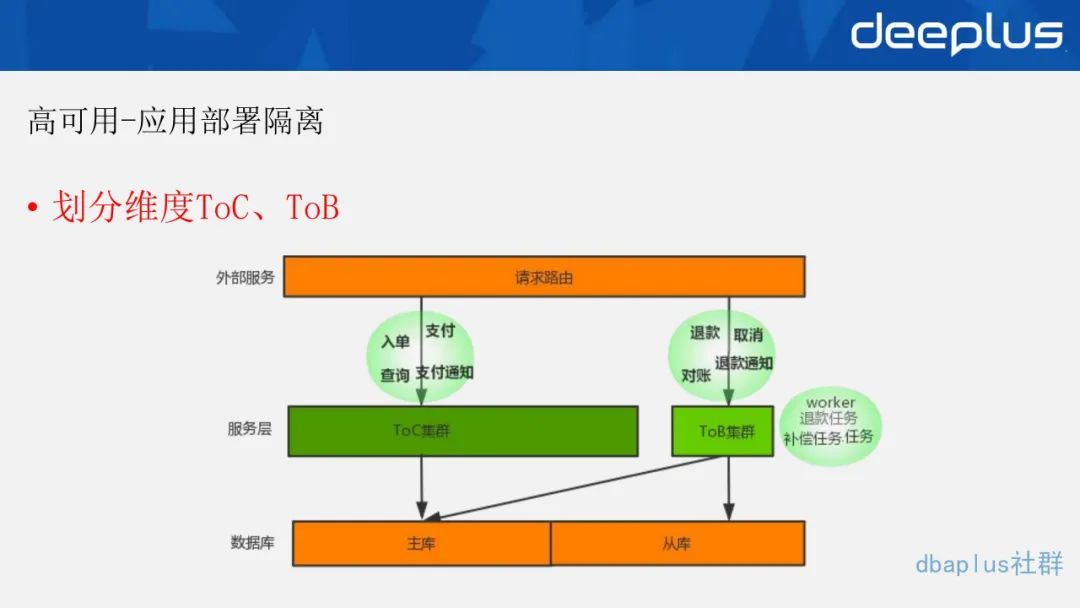 deeplus
高可用-应用部署隔离
• 划分维度ToC、ToB
外部服务
请求路由
入单
支付
查询
支付通知
退款
取消
对账
退款通知
服务层
ToC集群
ToB集群
worker
退款任务
补偿任务.任务
数据库
主库
从库
dbaplus社群